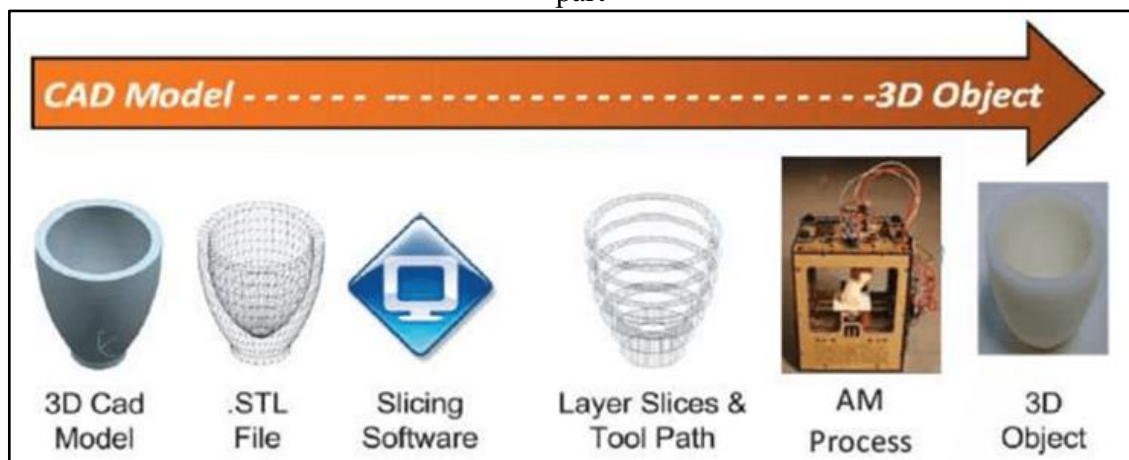 part
CAD Model - - - - - - -- - - - - - - - - - - - - - - - - - - - - - - - - -3D Object
3D Cad
Model
.STL
File
Slicing
Software
Layer Slices &
Tool Path
AM
Process
3D
Object